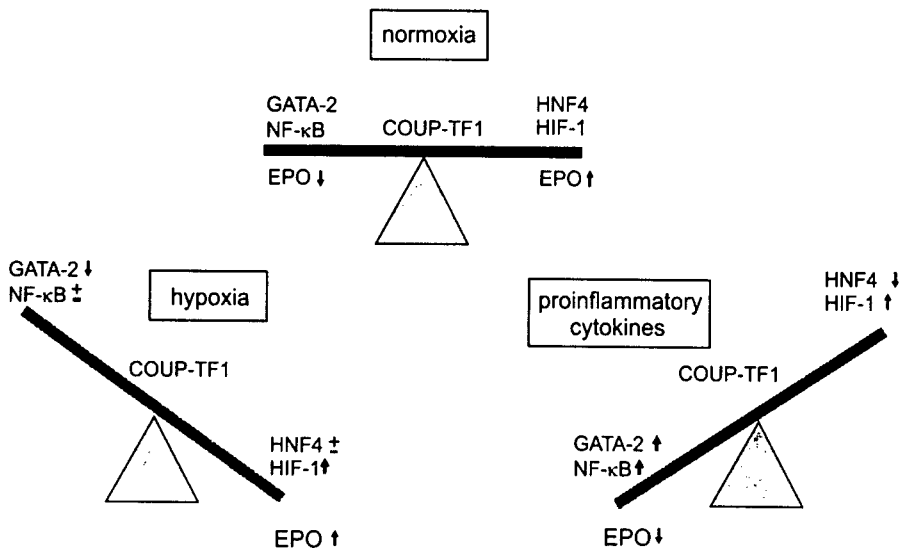 normoxia
GATA-2
NF-κB
COUP-TF1
HNF4
HIF-1
EPO ↓
EPO ↑
GATA-2 ↓
NF-κB ±
hypoxia
COUP-TF1
HNF4 ±
HIF-1 ↑
EPO ↑
proinflammatory
cytokines
HNF4 ↓
HIF-1 ↑
COUP-TF1
GATA-2 ↑
NF-κB ↑
EPO ↓